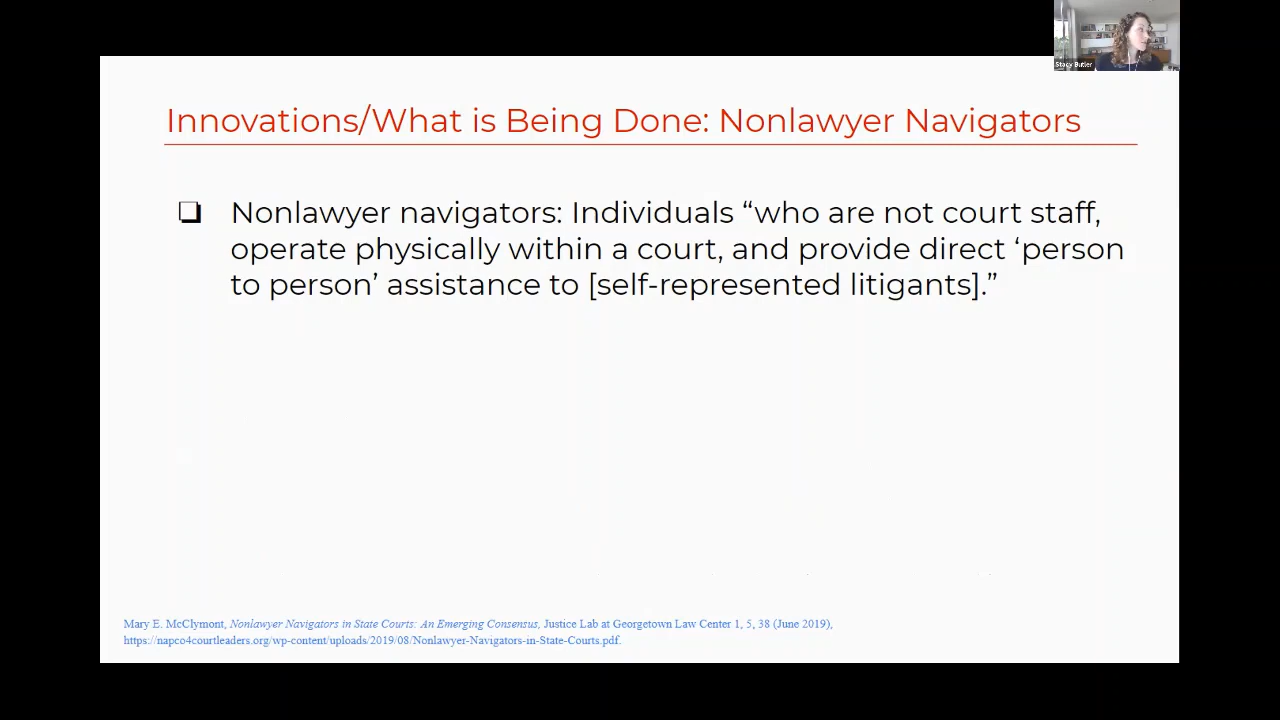 Stacy Butler
Innovations/What is Being Done: Nonlawyer Navigators
❏ Nonlawyer navigators: Individuals “who are not court staff,
operate physically within a court, and provide direct ‘person
to person’ assistance to [self-represented litigants].”
Mary E. McClymont, Nonlawyer Navigators in State Courts: An Emerging Consensus, Justice Lab at Georgetown Law Center 1, 5, 38 (June 2019),
https://napco4courtleaders.org/wp-content/uploads/2019/08/Nonlawyer-Navigators-in-State-Courts.pdf.